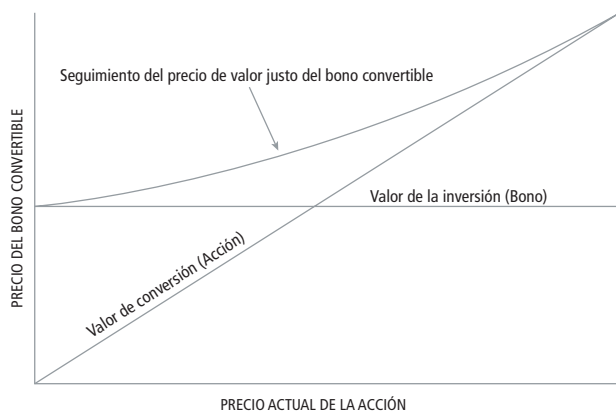 Seguimiento del precio de valor justo del bono convertible
PRECIO DEL BONO CONVERTIBLE
Valor de la inversión (Bono)
Valor de conversión (Acción)
PRECIO ACTUAL DE LA ACCIÓN